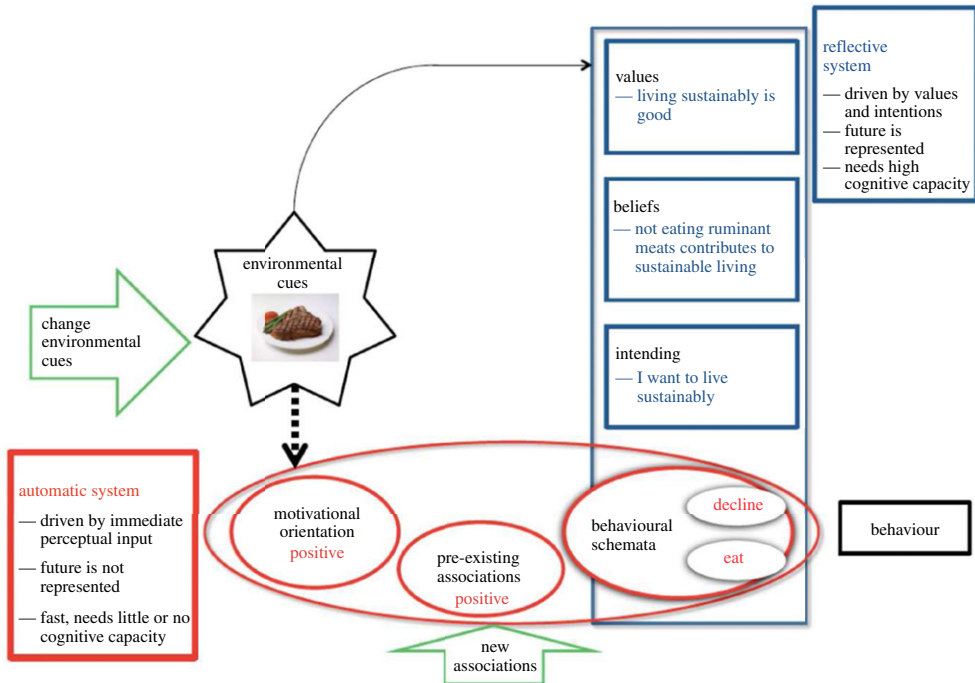 values
— living sustainably is
good
reflective
system
— driven by values
and intentions
— future is
represented
— needs high
cognitive capacity
beliefs
— not eating ruminant
meats contributes to
sustainable living
environmental
cues
change
environmental
cues
intending
— I want to live
sustainably
automatic system
— driven by immediate
perceptual input
— future is not
represented
— fast, needs little or no
cognitive capacity
motivational
orientation
positive
pre-existing
associations
positive
behavioural
schemata
decline
eat
behaviour
new
associations